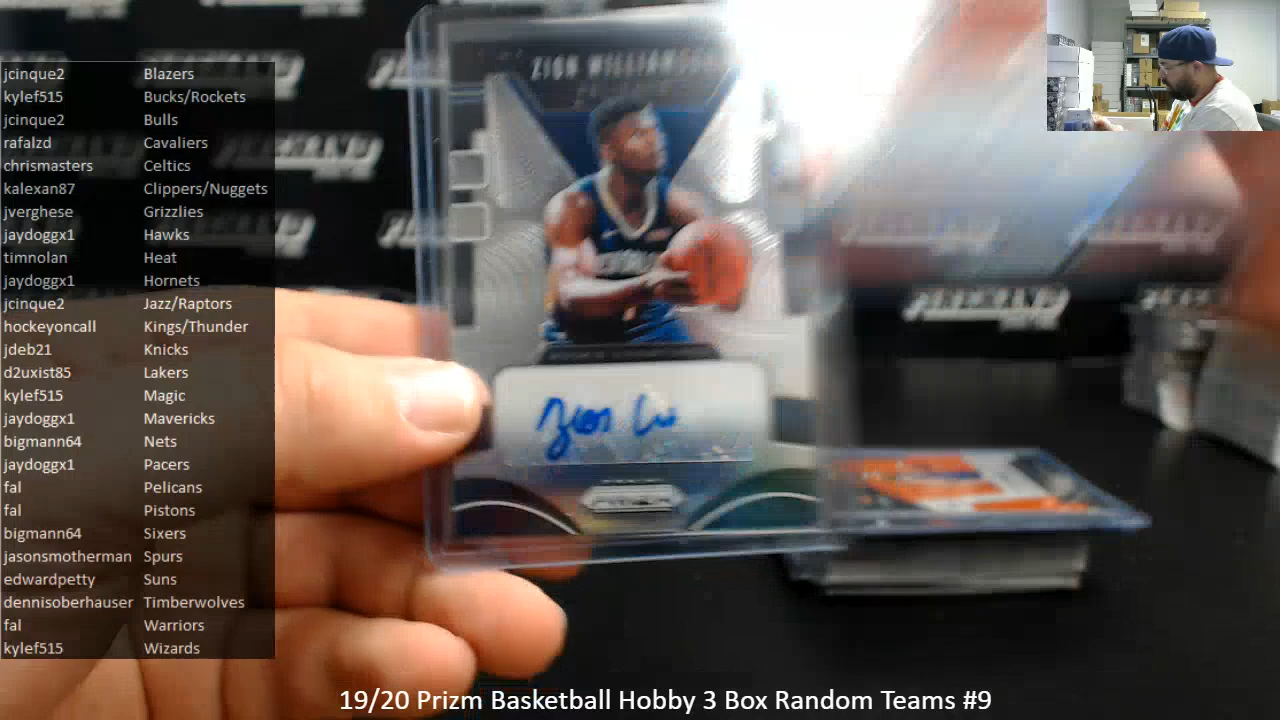 jcinque2 Blazers
kylef515 Bucks/Rockets
jcinque2 Bulls
rafalzd Cavaliers
chrismasters Celtics
kalexan87 Clippers/Nuggets
jverghese Grizzlies
jaydoggx1 Hawks
timnolan Heat
jaydoggx1 Hornets
jcinque2 Jazz/Raptors
hockeyoncall Kings/Thunder
jdeb21 Knicks
d2uxist85 Lakers
kylef515 Magic
jaydoggx1 Mavericks
bigmann64 Nets
jaydoggx1 Pacers
fal Pelicans
fal Pistons
bigmann64 Sixers
jasonsmotherman Spurs
edwardpetty Suns
dennisoberhauser Timberwolves
fal Warriors
kylef515 Wizards
ZION WILLIAMSON
Zion
19/20 Prizm Basketball Hobby 3 Box Random Teams #9